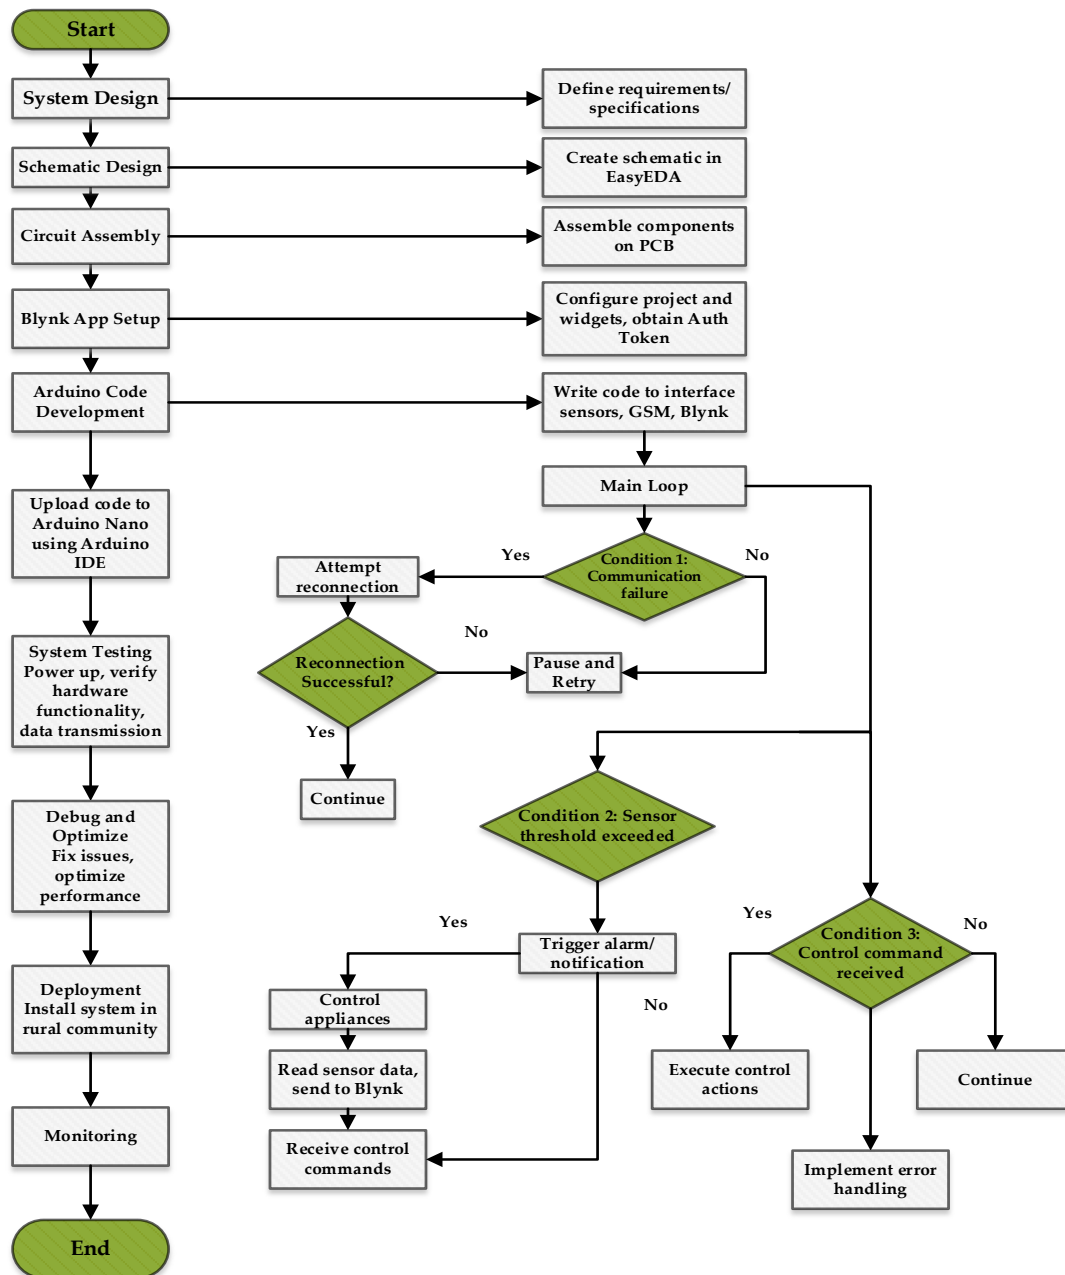 Start
System Design
Define requirements/
specifications
Schematic Design
Create schematic in
EasyEDA
Circuit Assembly
Assemble components
on PCB
Blynk App Setup
Configure project and
widgets, obtain Auth
Token
Arduino Code
Development
Write code to interface
sensors, GSM, Blynk
Upload code to
Arduino Nano
using Arduino
IDE
Main Loop
Condition 1:
Communication
failure
Yes
No
Attempt
reconnection
Reconnection
Successful?
No
Pause and
Retry
Yes
Continue
System Testing
Power up, verify
hardware
functionality,
data transmission
Debug and
Optimize
Fix issues,
optimize
performance
Condition 2: Sensor
threshold exceeded
Yes
Trigger alarm/
notification
No
Control
appliances
Read sensor data,
send to Blynk
Receive control
commands
Yes
Condition 3:
Control command
received
No
Execute control
actions
Continue
Implement error
handling
Deployment
Install system in
rural community
Monitoring
End